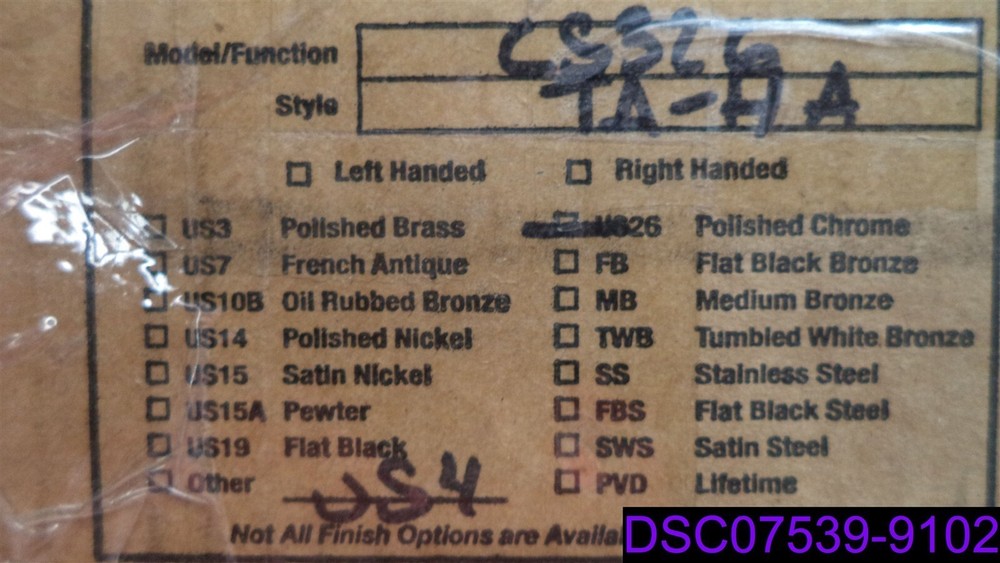 Model/Function CS526
Style TA-HA
☐ Left Handed ☐ Right Handed
☐ US3 Polished Brass US26 Polished Chrome
☐ US7 French Antique ☐ FB Flat Black Bronze
☐ US10B Oil Rubbed Bronze ☐ MB Medium Bronze
☐ US14 Polished Nickel ☐ TWB Tumbled White Bronze
☐ US15 Satin Nickel ☐ SS Stainless Steel
☐ US15A Pewter ☐ FBS Flat Black Steel
☐ US19 Flat Black ☐ SWS Satin Steel
☐ Other US4 ☐ PVD Lifetime
Not All Finish Options are
DSC07539-9102